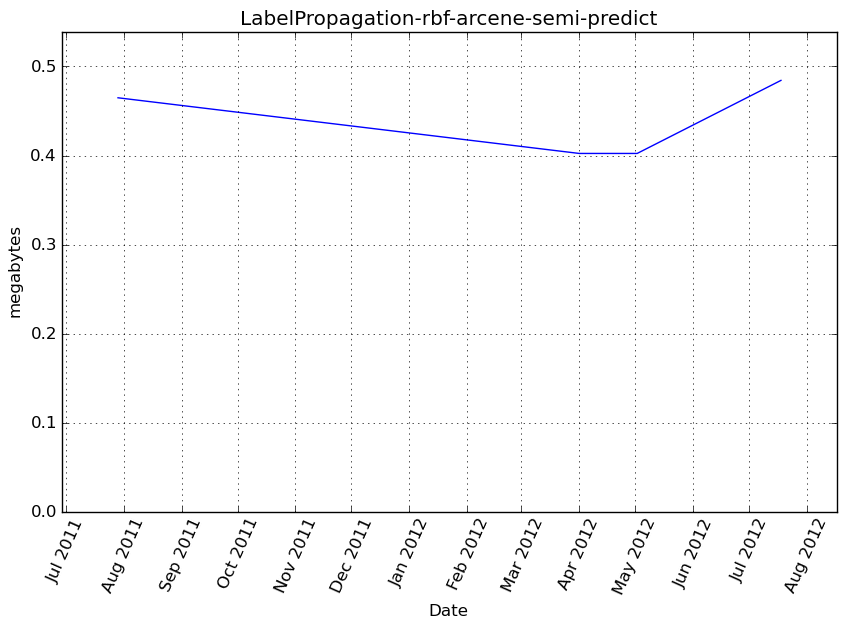 LabelPropagation-rbf-arcene-semi-predict
0.5
0.4
0.3
0.2
0.1
0.0
megabytes
Jul 2011
Aug 2011
Sep 2011
Oct 2011
Nov 2011
Dec 2011
Jan 2012
Feb 2012
Mar 2012
Apr 2012
May 2012
Jun 2012
Jul 2012
Aug 2012
Date